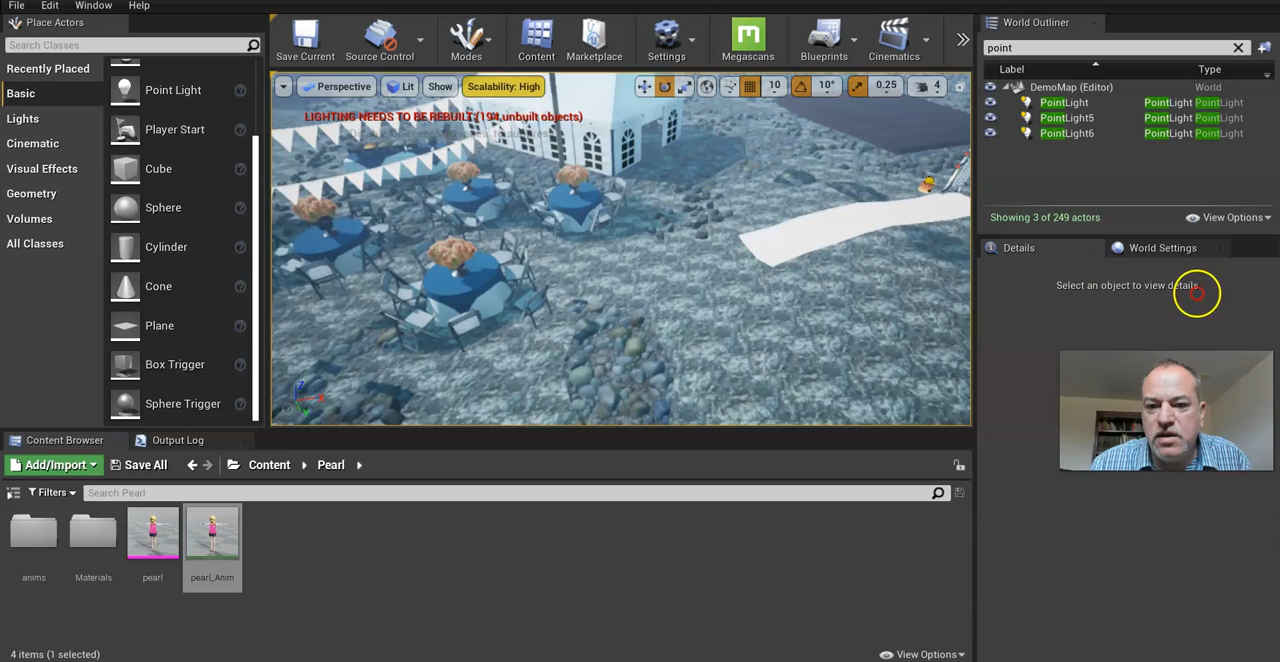 File Edit Window Help
Place Actors
Search Classes
Recently Placed
Basic
Lights
Cinematic
Visual Effects
Geometry
Volumes
All Classes
Point Light
Player Start
Cube
Sphere
Cylinder
Cone
Plane
Box Trigger
Sphere Trigger
Save Current Source Control Modes Content Marketplace Settings Megascans Blueprints Cinematics
Perspective Lit Show Scalability: High 10 10° 0.25 4
LIGHTING NEEDS TO BE REBUILT (194 unbuilt objects)
World Outliner
point
Label Type
DemoMap (Editor) World
PointLight PointLight PointLight
PointLight5 PointLight PointLight
PointLight6 PointLight PointLight
Showing 3 of 249 actors View Options
Details World Settings
Select an object to view details.
Content Browser Output Log
Add/Import Save All Content Pearl
Filters Search Pearl
anims Materials pearl pearl_Anim
4 items (1 selected) View Options